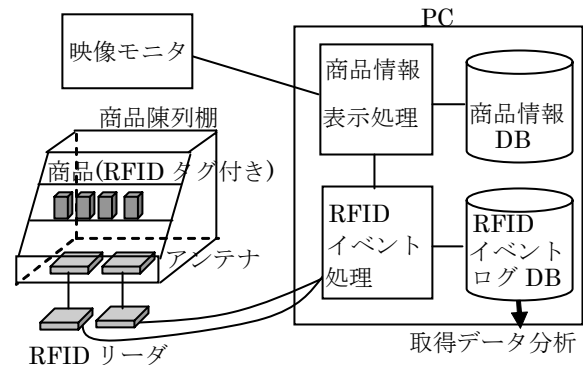 PC
映像モニタ
商品情報
表示処理
商品情報
DB
商品陳列棚
商品(RFID タグ付き)
RFID
イベント
処理
RFID
イベント
ログ DB
アンテナ
RFID リーダ
取得データ分析